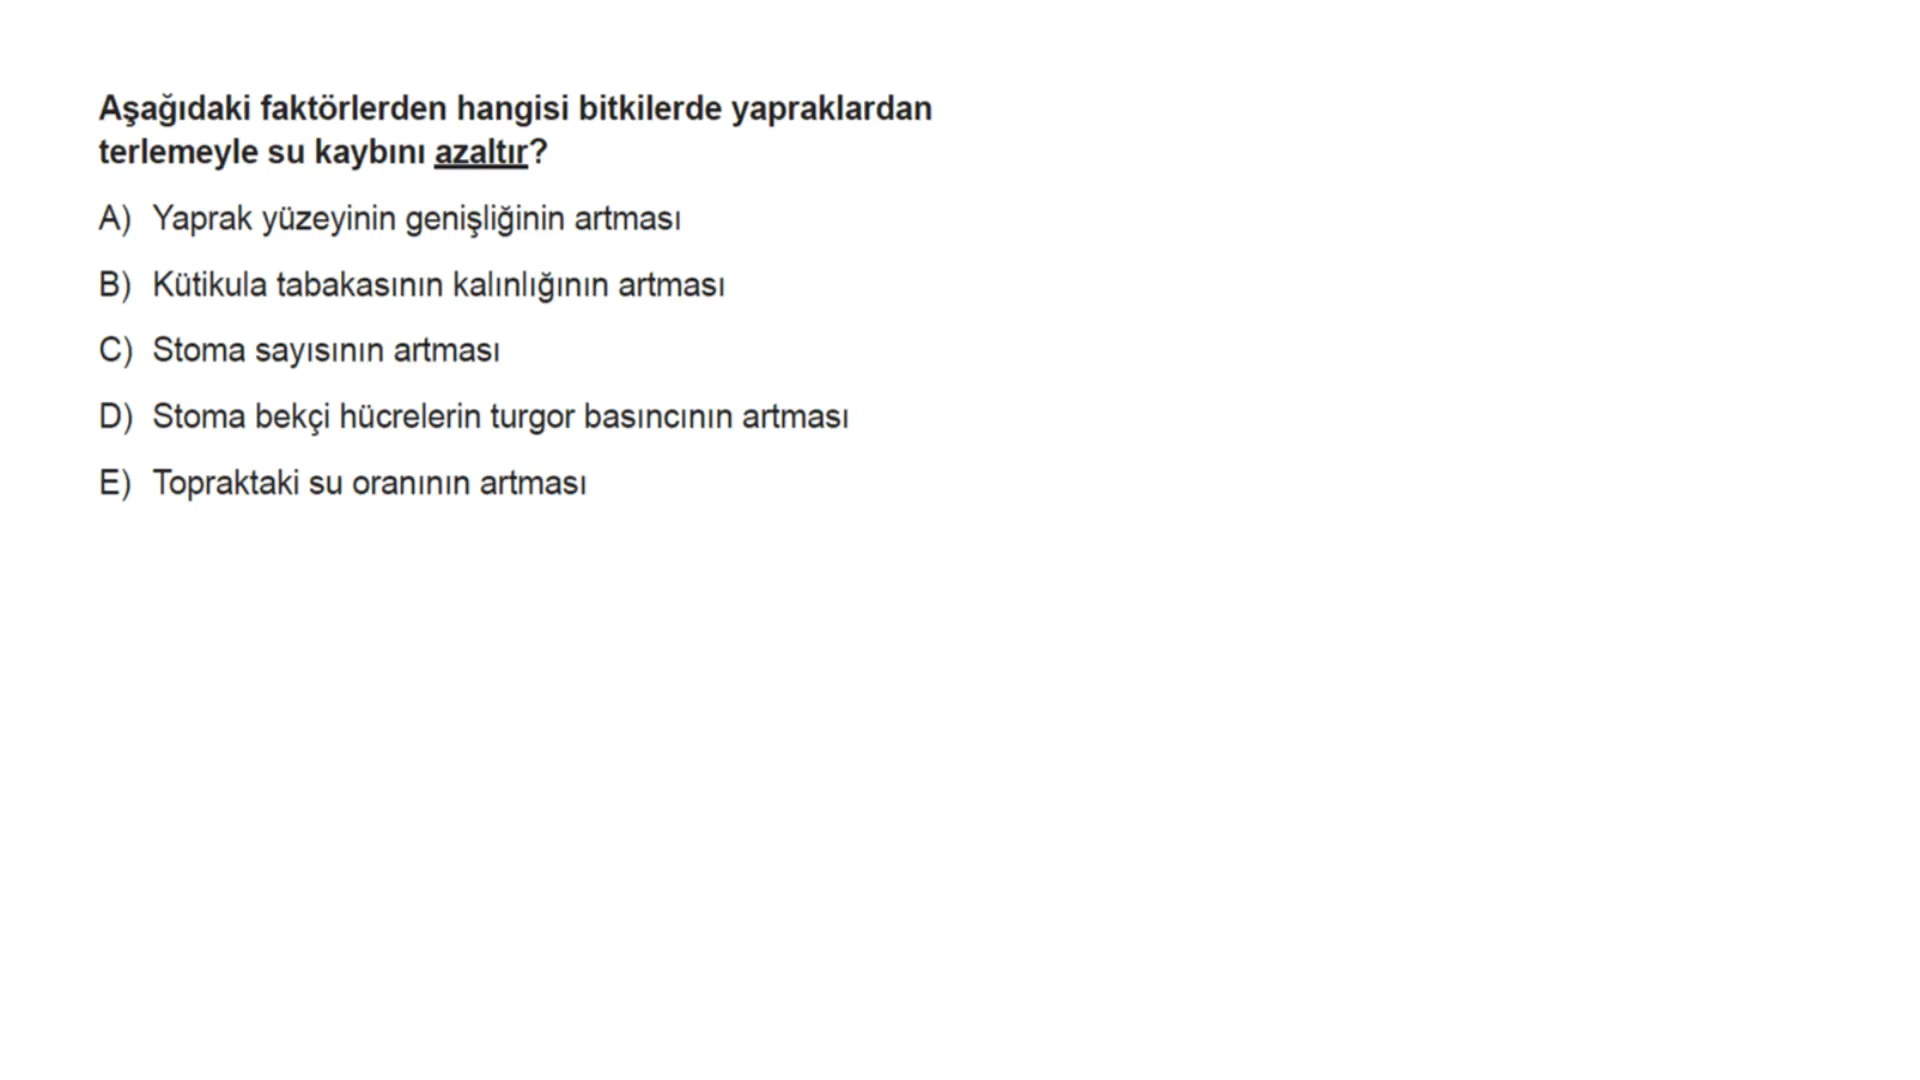 Aşağıdaki faktörlerden hangisi bitkilerde yapraklardan
terlemeyle su kaybını azaltır?
A) Yaprak yüzeyinin genişliğinin artması
B) Kütikula tabakasının kalınlığının artması
C) Stoma sayısının artması
D) Stoma bekçi hücrelerin turgor basıncının artması
E) Topraktaki su oranının artması